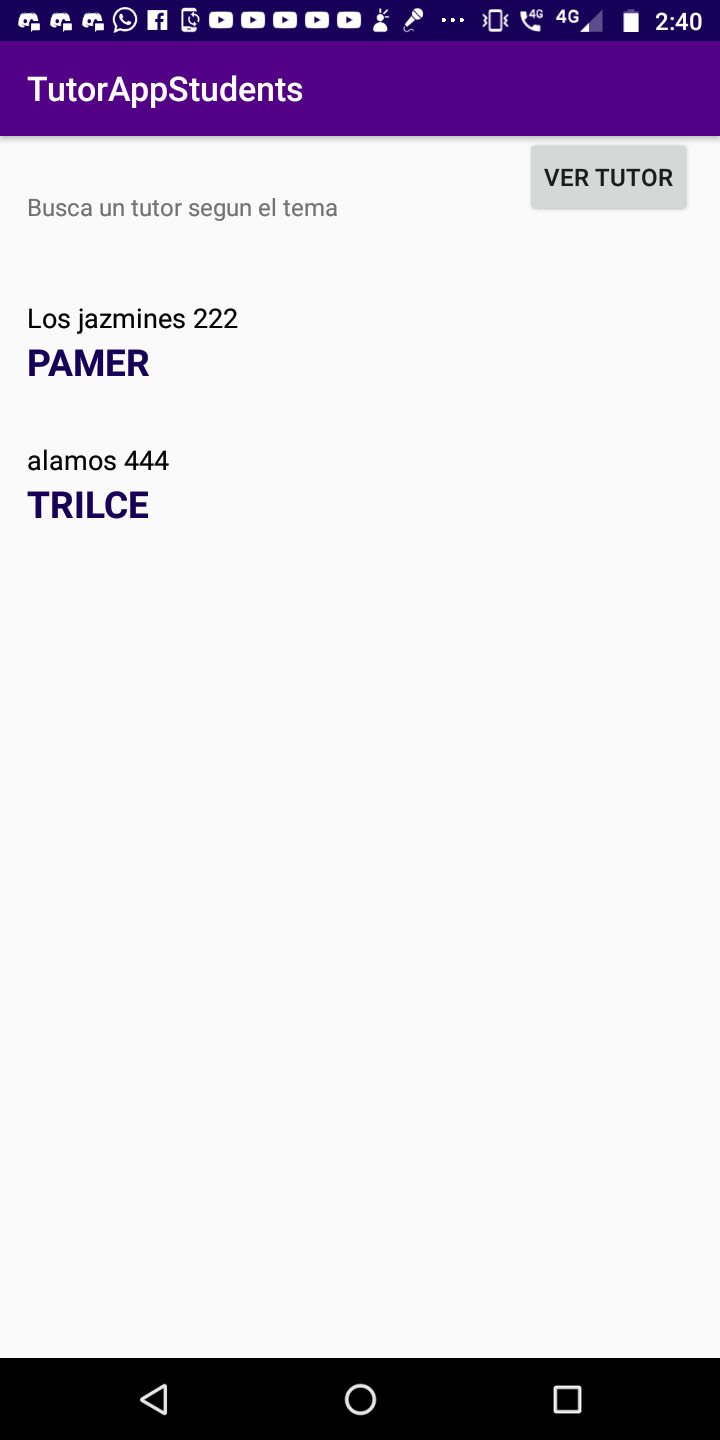 4G 4G 2:40
TutorAppStudents
VER TUTOR
Busca un tutor segun el tema
Los jazmines 222
PAMER
alamos 444
TRILCE